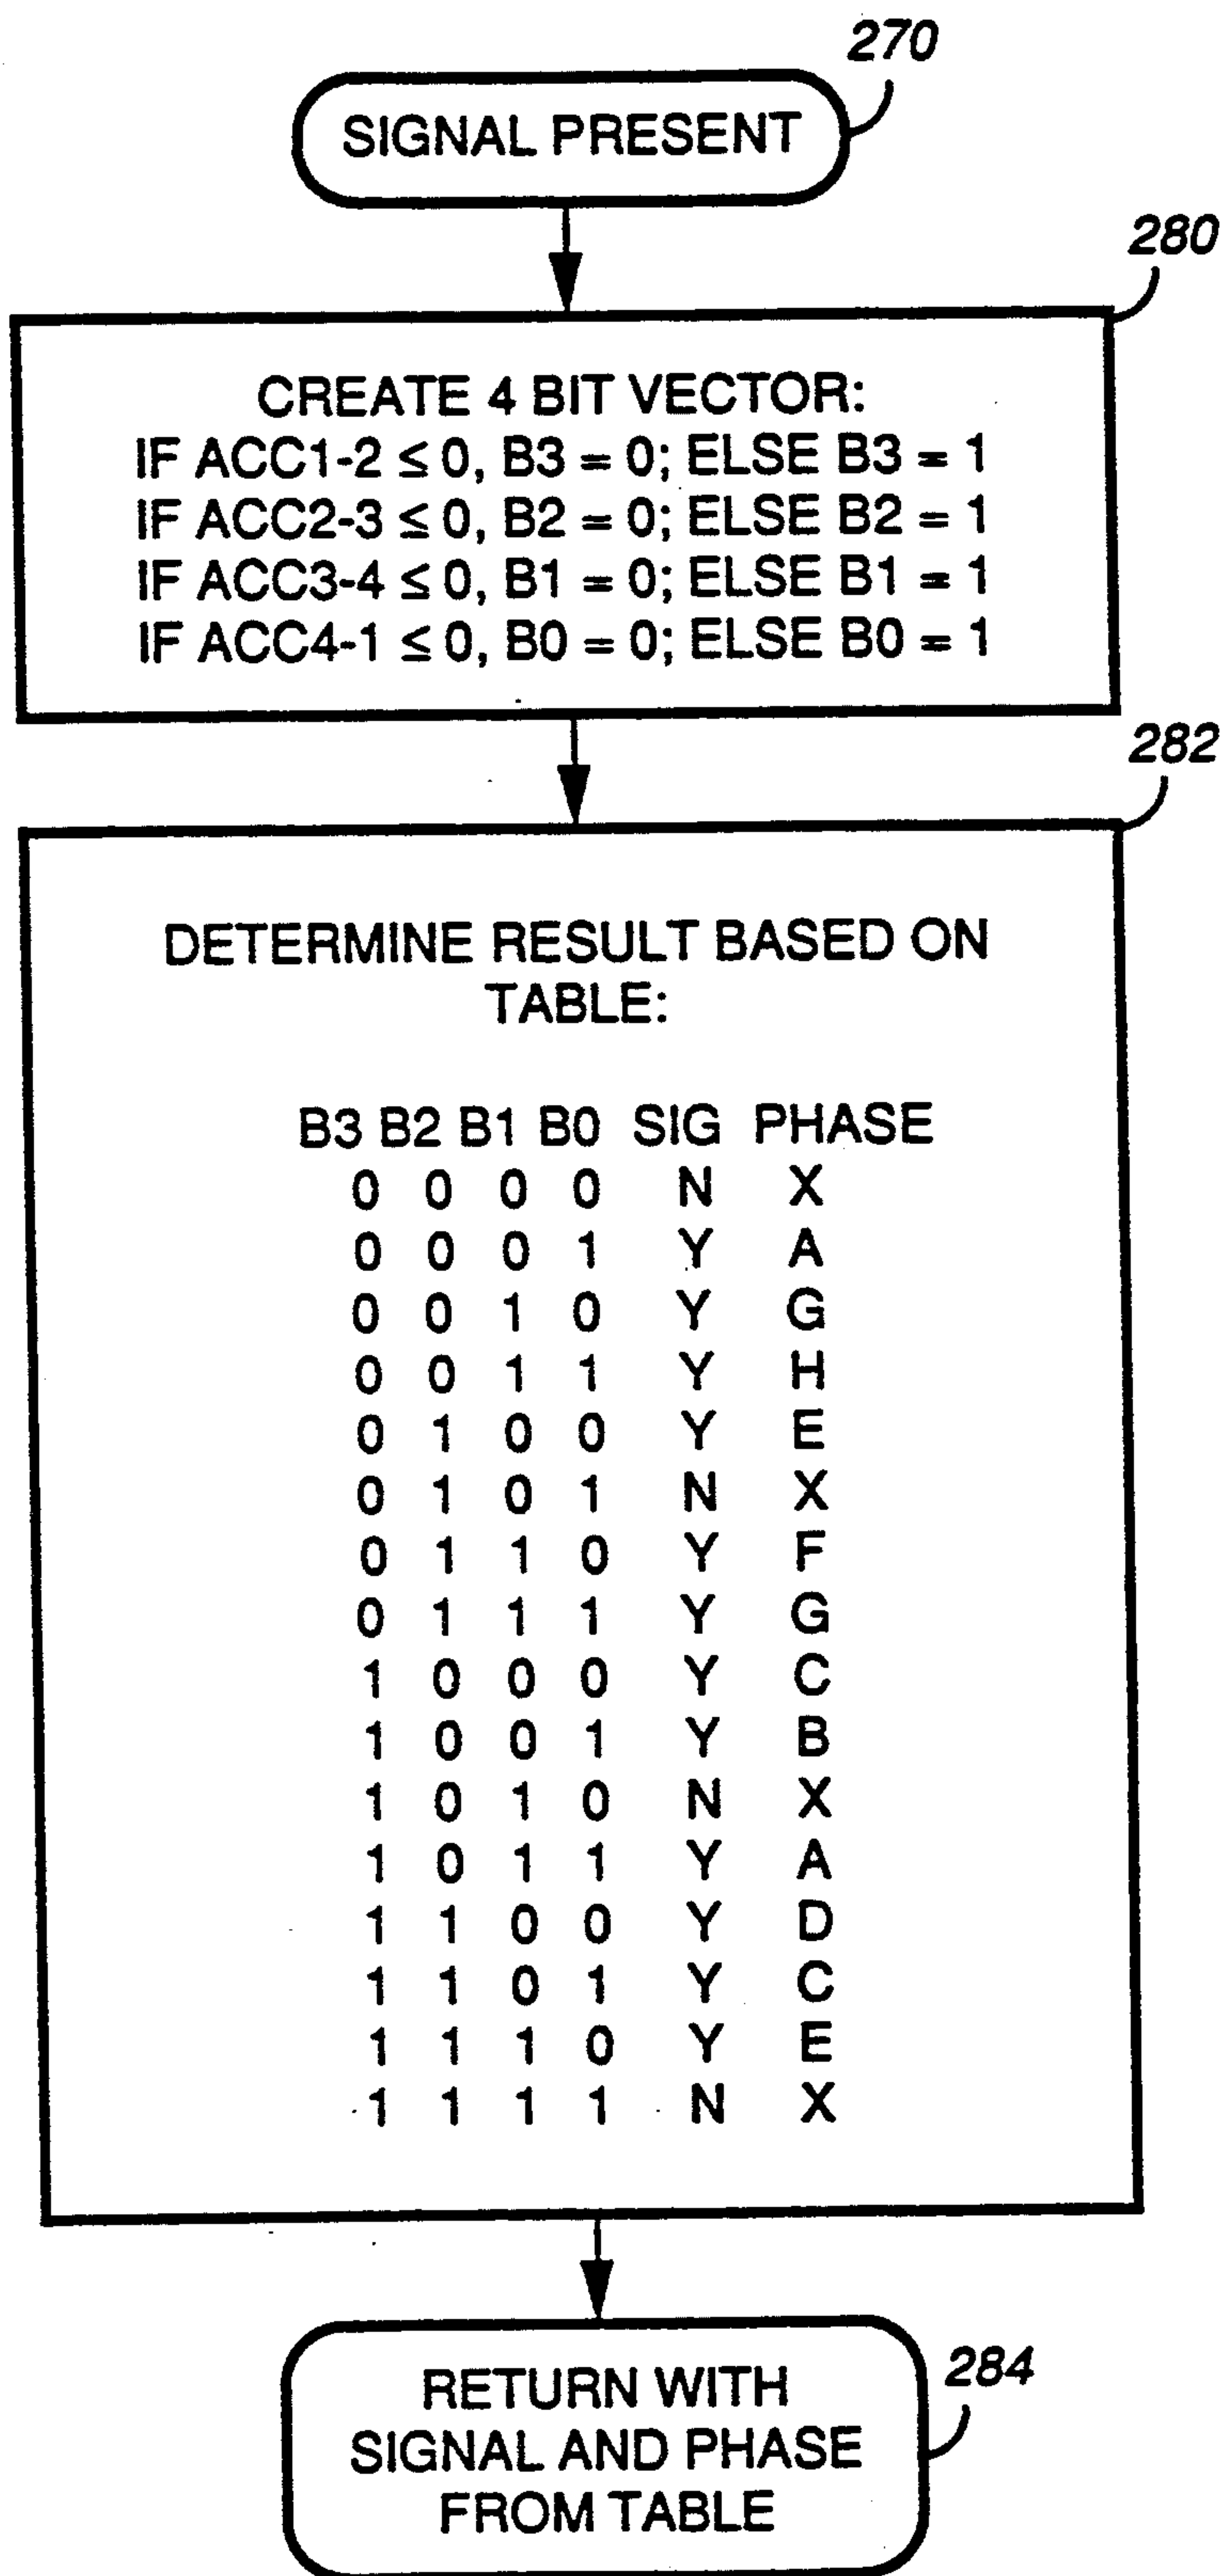 270
SIGNAL PRESENT
280
CREATE 4 BIT VECTOR:
IF ACC1-2 ≤ 0, B3 = 0; ELSE B3 = 1
IF ACC2-3 ≤ 0, B2 = 0; ELSE B2 = 1
IF ACC3-4 ≤ 0, B1 = 0; ELSE B1 = 1
IF ACC4-1 ≤ 0, B0 = 0; ELSE B0 = 1
282
DETERMINE RESULT BASED ON
TABLE:
B3 B2 B1 B0 SIG PHASE
0 0 0 0 N X
0 0 0 1 Y A
0 0 1 0 Y G
0 0 1 1 Y H
0 1 0 0 Y E
0 1 0 1 N X
0 1 1 0 Y F
0 1 1 1 Y G
1 0 0 0 Y C
1 0 0 1 Y B
1 0 1 0 N X
1 0 1 1 Y A
1 1 0 0 Y D
1 1 0 1 Y C
1 1 1 0 Y E
1 1 1 1 N X
284
RETURN WITH
SIGNAL AND PHASE
FROM TABLE